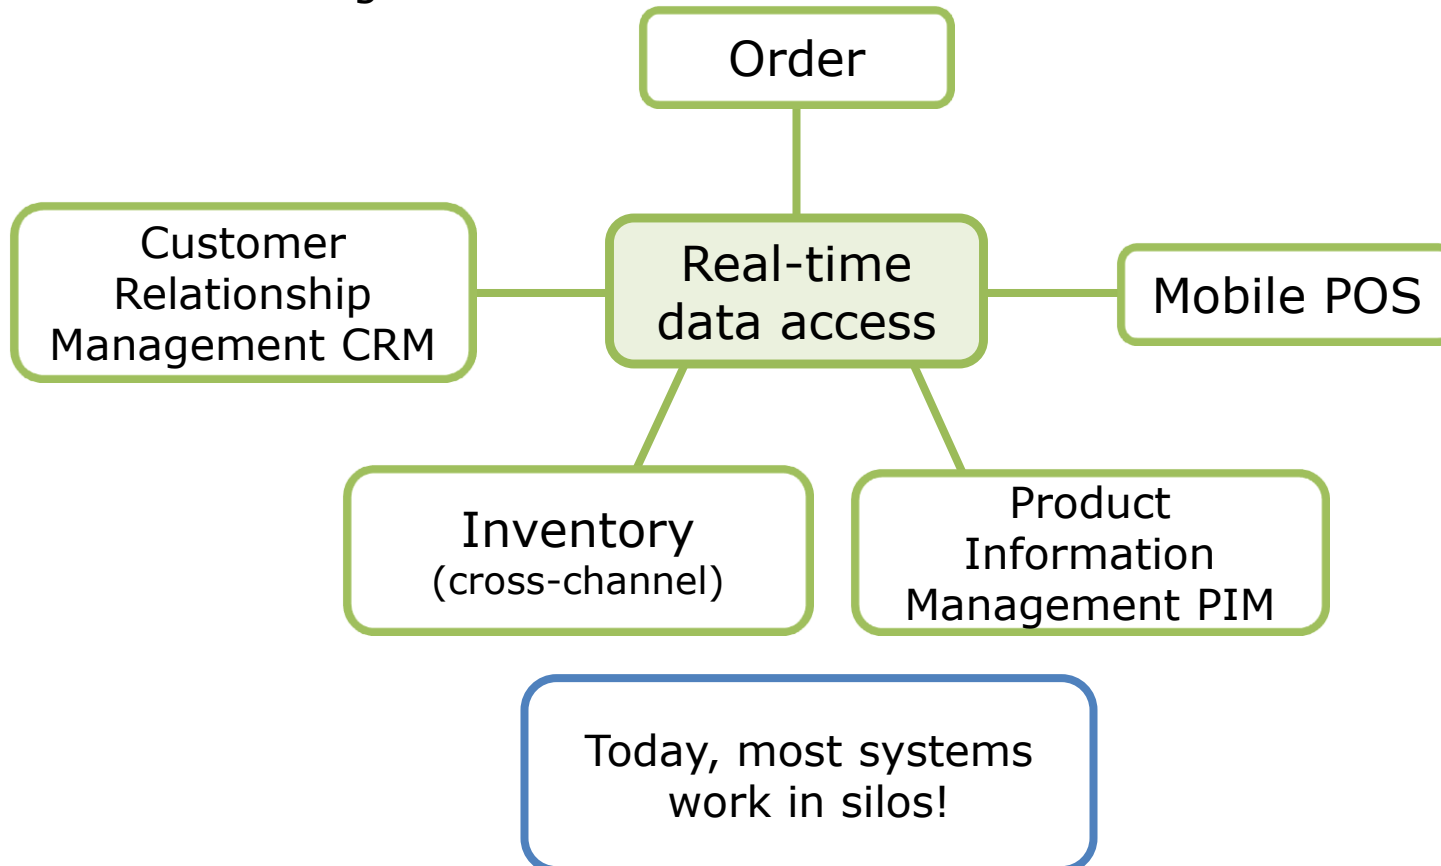 Order
Customer
Relationship
Management CRM
Real-time
data access
Mobile POS
Inventory
(cross-channel)
Product
Information
Management PIM
Today, most systems
work in silos!